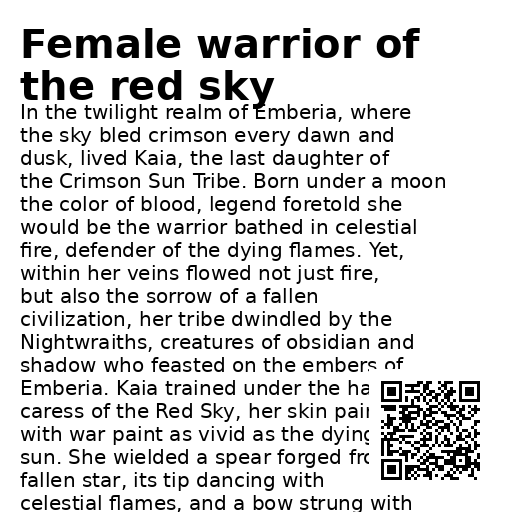 Female warrior of
the red sky
In the twilight realm of Emberia, where
the sky bled crimson every dawn and
dusk, lived Kaia, the last daughter of
the Crimson Sun Tribe. Born under a moon
the color of blood, legend foretold she
would be the warrior bathed in celestial
fire, defender of the dying flames. Yet,
within her veins flowed not just fire,
but also the sorrow of a fallen
civilization, her tribe dwindled by the
Nightwraiths, creatures of obsidian and
shadow who feasted on the embers of
Emberia. Kaia trained under the
caress of the Red Sky, her skin
with war paint as vivid as the dying
sun. She wielded a spear forged
fallen star, its tip dancing with
celestial flames, and a bow strung with